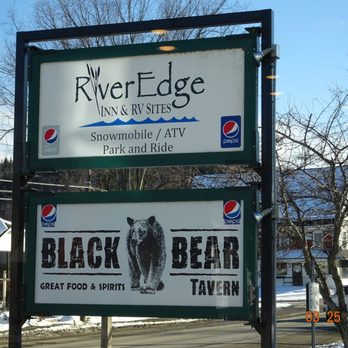 RiverEdge
INN & RV SITES
Snowmobile / ATV
Park and Ride
pepsi
pepsi
pepsi
pepsi
BLACK BEAR
GREAT FOOD & SPIRITS
TAVERN
03 25